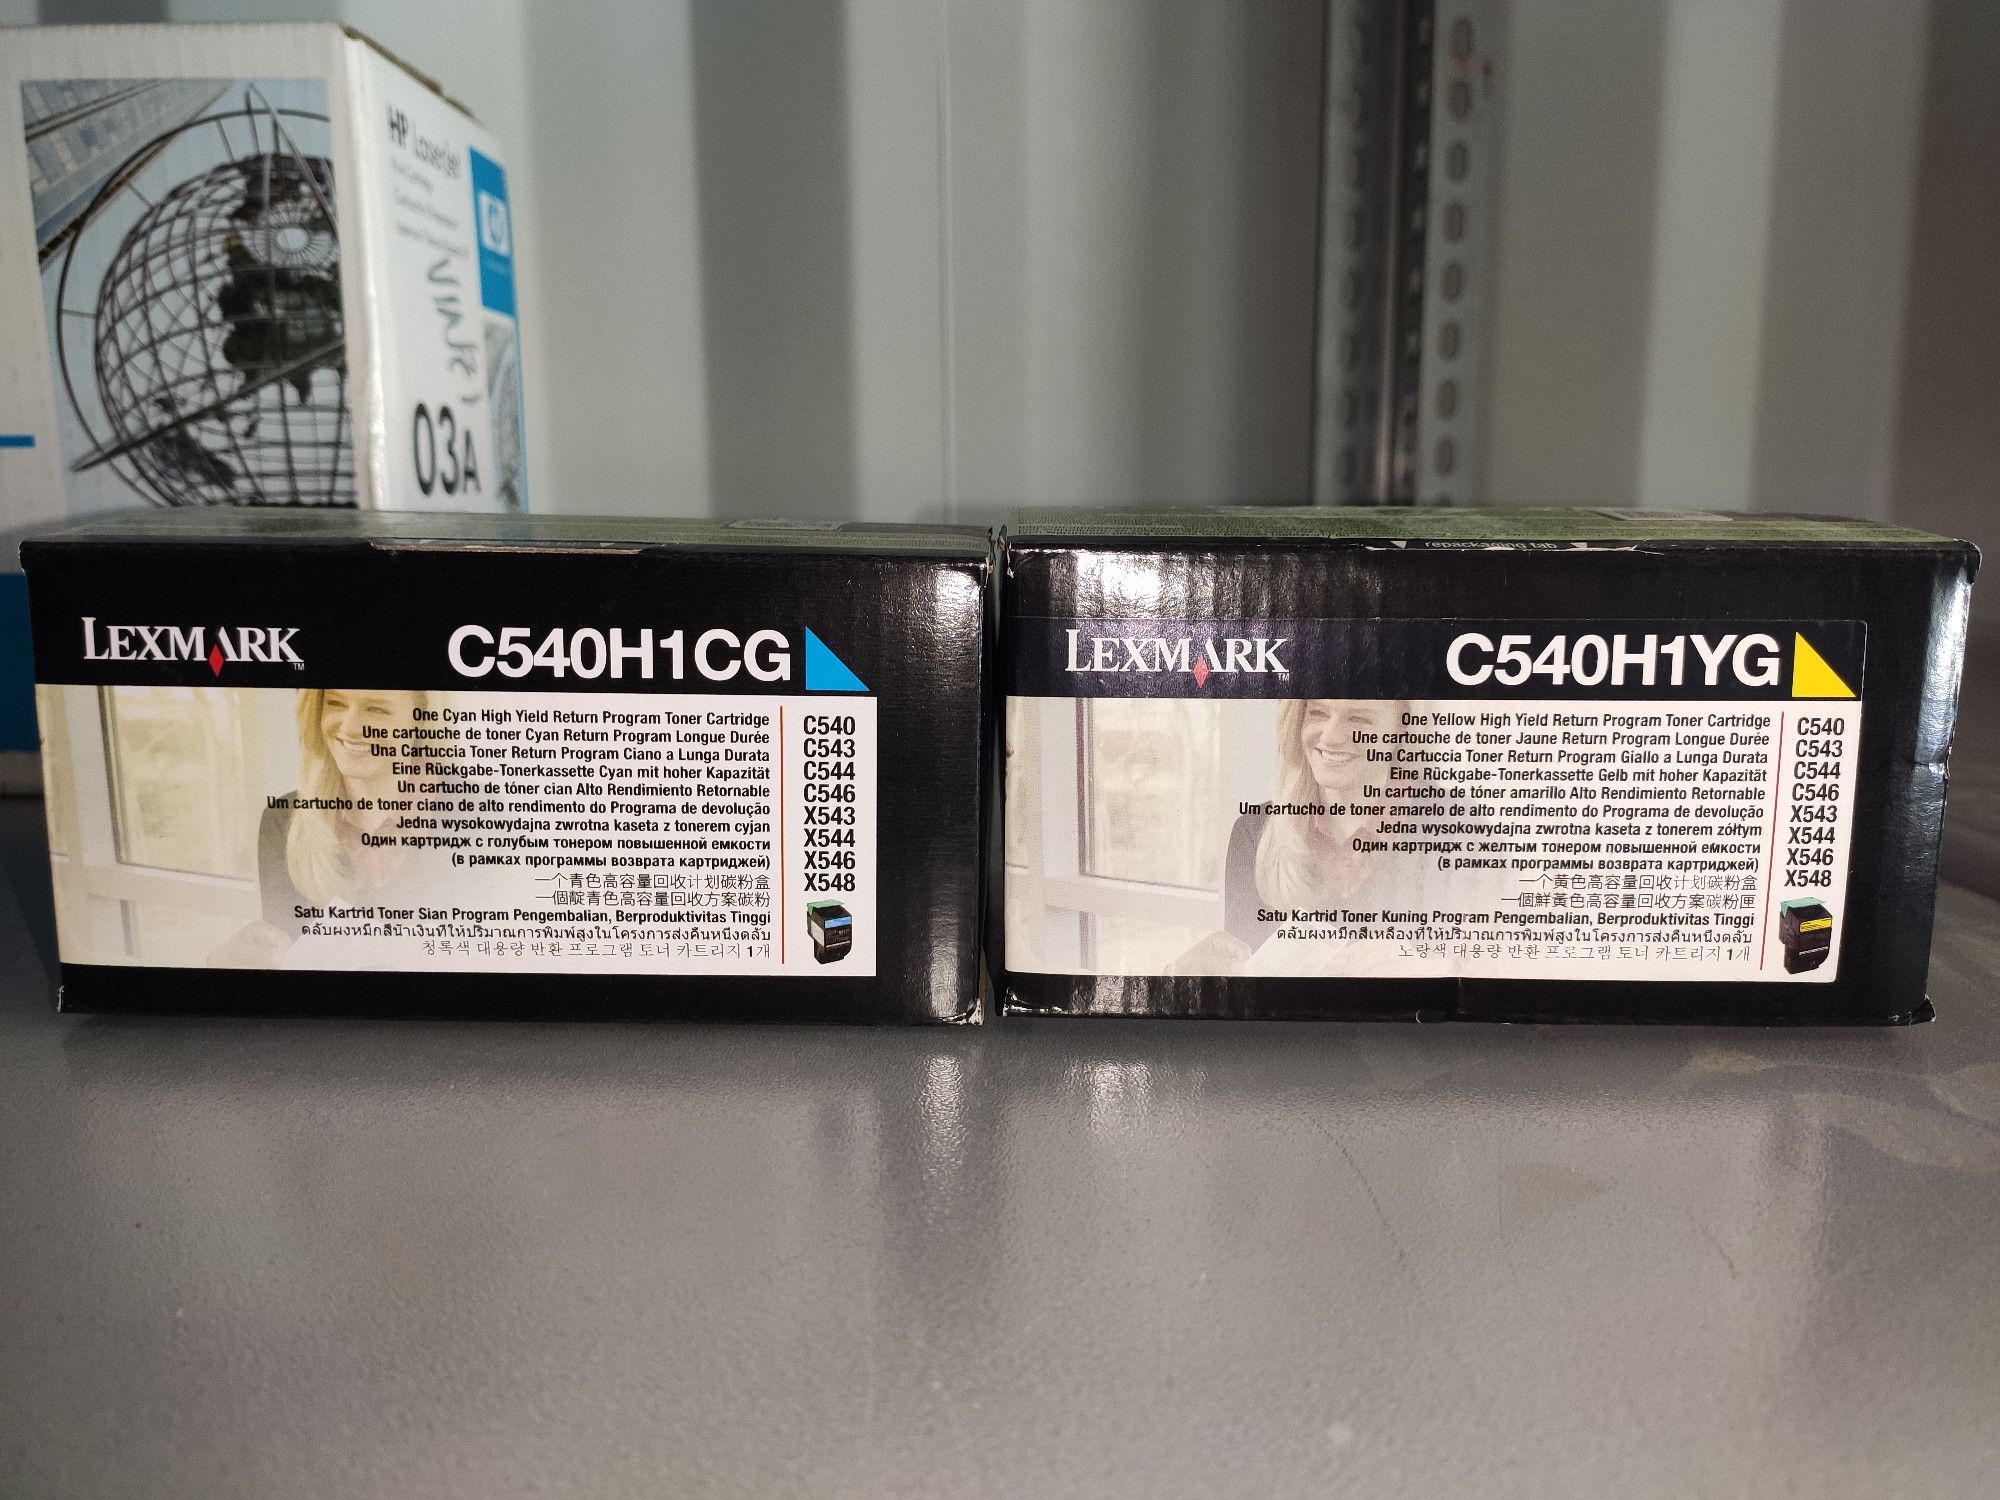 HP LaserJet
Print Cartridge
03A
LEXMARK™
C540H1CG
One Cyan High Yield Return Program Toner Cartridge
Une cartouche de toner Cyan Return Program Longue Durée
Una Cartuccia Toner Return Program Ciano a Lunga Durata
Eine Rückgabe-Tonerkassette Cyan mit hoher Kapazität
Un cartucho de tóner cian Alto Rendimiento Retornable
Um cartucho de toner ciano de alto rendimento do Programa de devolução
Jedna wysokowydajna zwrotna kaseta z tonerem cyjan
Один картридж с голубым тонером повышенной емкости
(в рамках программы возврата картриджей)
一个青色高容量回收计划碳粉盒
一個靛青色高容量回收方案碳粉
Satu Kartrid Toner Sian Program Pengembalian, Berproduktivitas Tinggi
ตลับผงหมึกสีน้ำเงินที่ให้ปริมาณการพิมพ์สูงในโครงการส่งคืนหนึ่งตลับ
청록색 대용량 반환 프로그램 토너 카트리지 1개
C540
C543
C544
C546
X543
X544
X546
X548
repackaging tab
LEXMARK™
C540H1YG
One Yellow High Yield Return Program Toner Cartridge
Une cartouche de toner Jaune Return Program Longue Durée
Una Cartuccia Toner Return Program Giallo a Lunga Durata
Eine Rückgabe-Tonerkassette Gelb mit hoher Kapazität
Un cartucho de tóner amarillo Alto Rendimiento Retornable
Um cartucho de toner amarelo de alto rendimento do Programa de devolução
Jedna wysokowydajna zwrotna kaseta z tonerem żółtym
Один картридж с желтым тонером повышенной емкости
(в рамках программы возврата картриджей)
一个黄色高容量回收计划碳粉盒
一個鮮黃色高容量回收方案碳粉匣
Satu Kartrid Toner Kuning Program Pengembalian, Berproduktivitas Tinggi
ตลับผงหมึกสีเหลืองที่ให้ปริมาณการพิมพ์สูงในโครงการส่งคืนหนึ่งตลับ
노랑색 대용량 반환 프로그램 토너 카트리지 1개
C540
C543
C544
C546
X543
X544
X546
X548